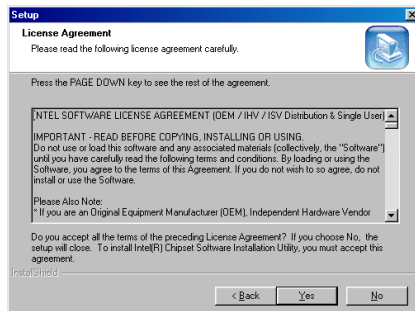 Setup
License Agreement
Please read the following license agreement carefully.
Press the PAGE DOWN key to see the rest of the agreement.
INTEL SOFTWARE LICENSE AGREEMENT (OEM / IHV / ISV Distribution & Single User)
IMPORTANT - READ BEFORE COPYING, INSTALLING OR USING.
Do not use or load this software and any associated materials (collectively, the "Software")
until you have carefully read the following terms and conditions. By loading or using the
Software, you agree to the terms of this Agreement. If you do not wish to so agree, do not
install or use the Software.
Please Also Note:
* If you are an Original Equipment Manufacturer (OEM), Independent Hardware Vendor
Do you accept all the terms of the preceding License Agreement? If you choose No, the
setup will close. To install Intel(R) Chipset Software Installation Utility, you must accept this
agreement.
InstallShield
< Back Yes No